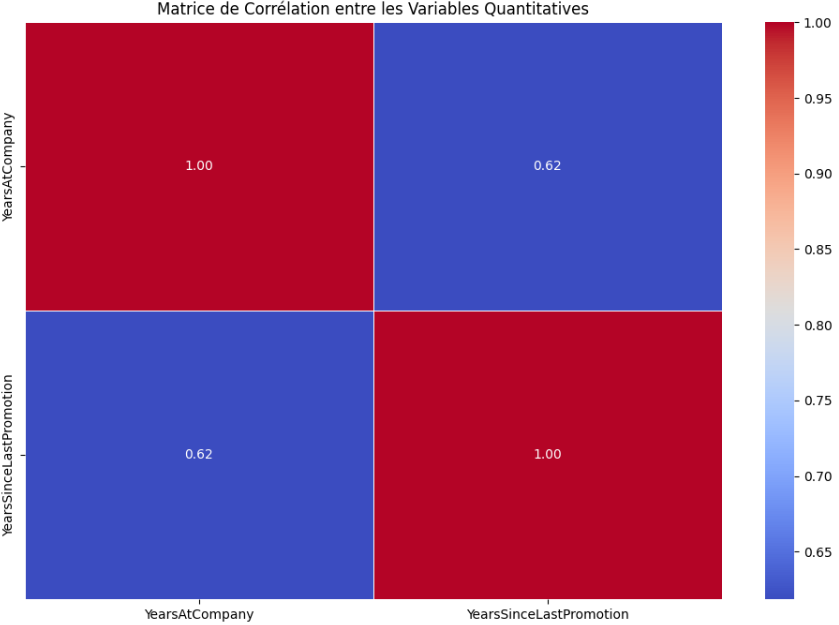 Matrice de Corrélation entre les Variables Quantitatives
YearsAtCompany
1.00
0.62
YearsSinceLastPromotion
0.62
1.00
YearsAtCompany
YearsSinceLastPromotion
1.00
0.95
0.90
0.85
0.80
0.75
0.70
0.65